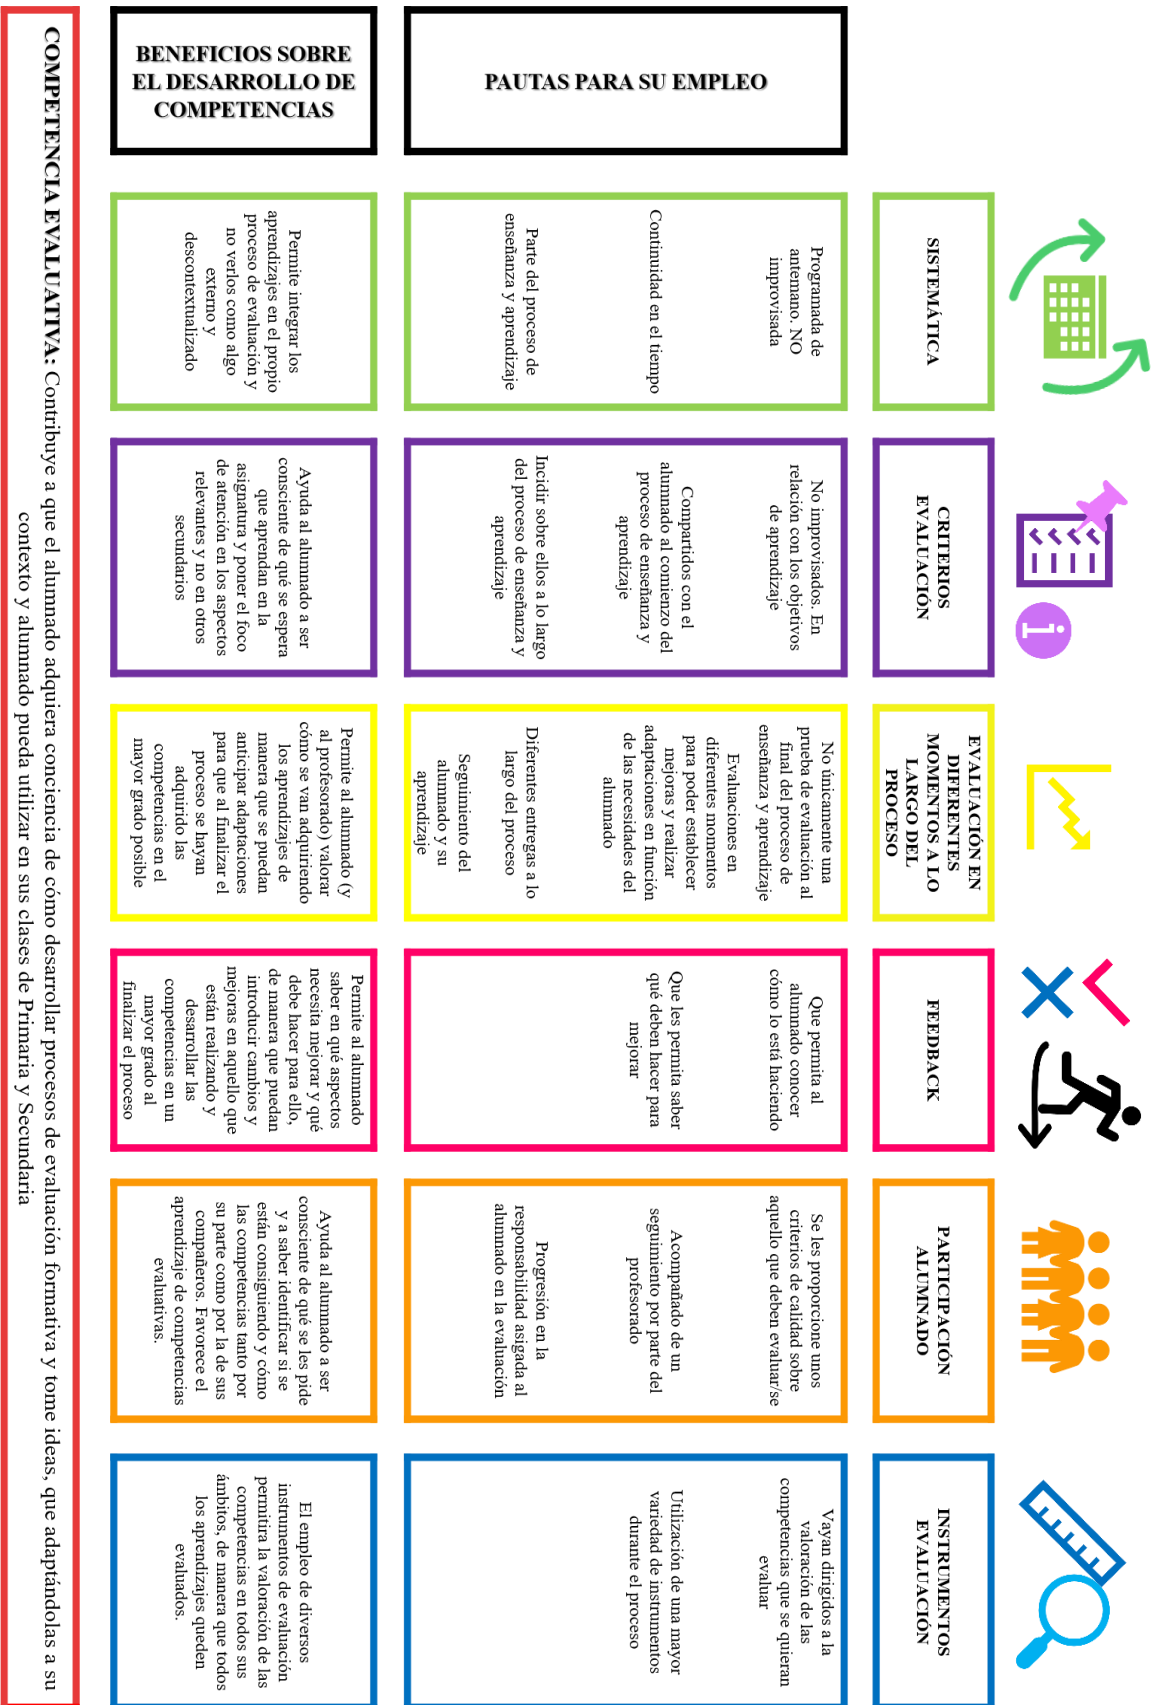 SISTEMÁTICA
CRITERIOS
EVALUACIÓN
EVALUACIÓN EN
DIFERENTES
MOMENTOS A LO
LARGO DEL
PROCESO
FEEDBACK
PARTICIPACIÓN
ALUMNADO
INSTRUMENTOS
EVALUACIÓN
PAUTAS PARA SU EMPLEO
Programada de
antemano. NO
improvisada
Continuidad en el tiempo
Parte del proceso de
enseñanza y aprendizaje
No improvisados. En
relación con los objetivos
de aprendizaje
Compartidos con el
alumnado al comienzo del
proceso de enseñanza y
aprendizaje
Incidir sobre ellos a lo largo
del proceso de enseñanza y
aprendizaje
No únicamente una
prueba de evaluación al
final del proceso de
enseñanza y aprendizaje
Evaluaciones en
diferentes momentos
para poder establecer
mejoras y realizar
adaptaciones en función
de las necesidades del
alumnado
Diferentes entregas a lo
largo del proceso
Seguimiento del
alumnado y su
aprendizaje
Que permita al
alumnado conocer
cómo lo está haciendo
Que les permita saber
qué deben hacer para
mejorar
Se les proporcione unos
criterios de calidad sobre
aquello que deben evaluar/se
Acompañado de un
seguimiento por parte del
profesorado
Progresión en la
responsabilidad asigada al
alumnado en la evaluación
Vayan dirigidos a la
valoración de las
competencias que se quieran
evaluar
Utilización de una mayor
variedad de instrumentos
durante el proceso
BENEFICIOS SOBRE
EL DESARROLLO DE
COMPETENCIAS
Permite integrar los
aprendizajes en el propio
proceso de evaluación y
no verlos como algo
externo y
descontextualizado
Ayuda al alumnado a ser
consciente de qué se espera
que aprendan en la
asignatura y poner el foco
de atención en los aspectos
relevantes y no en otros
secundarios
Permite al alumnado (y
al profesorado) valorar
cómo se van adquiriendo
los aprendizajes de
manera que se puedan
anticipar adaptaciones
para que al finalizar el
proceso se hayan
adquirido las
competencias en el
mayor grado posible
Permite al alumnado
saber en qué aspectos
necesita mejorar y qué
debe hacer para ello,
de manera que puedan
introducir cambios y
mejoras en aquello que
están realizando y
desarrollar las
competencias en un
mayor grado al
finalizar el proceso
Ayuda al alumnado a ser
consciente de qué se les pide
y a saber identificar si se
están consiguiendo y cómo
las competencias tanto por
su parte como por la de sus
compañeros. Favorece el
aprendizaje de competencias
evaluativas.
El empleo de diversos
instrumentos de evaluación
permitira la valoración de las
competencias en todos sus
ámbitos, de manera que todos
los aprendizajes queden
evaluados.
COMPETENCIA EVALUATIVA: Contribuye a que el alumnado adquiera conciencia de cómo desarrollar procesos de evaluación formativa y tome ideas, que adaptándolas a su
contexto y alumnado pueda utilizar en sus clases de Primaria y Secundaria